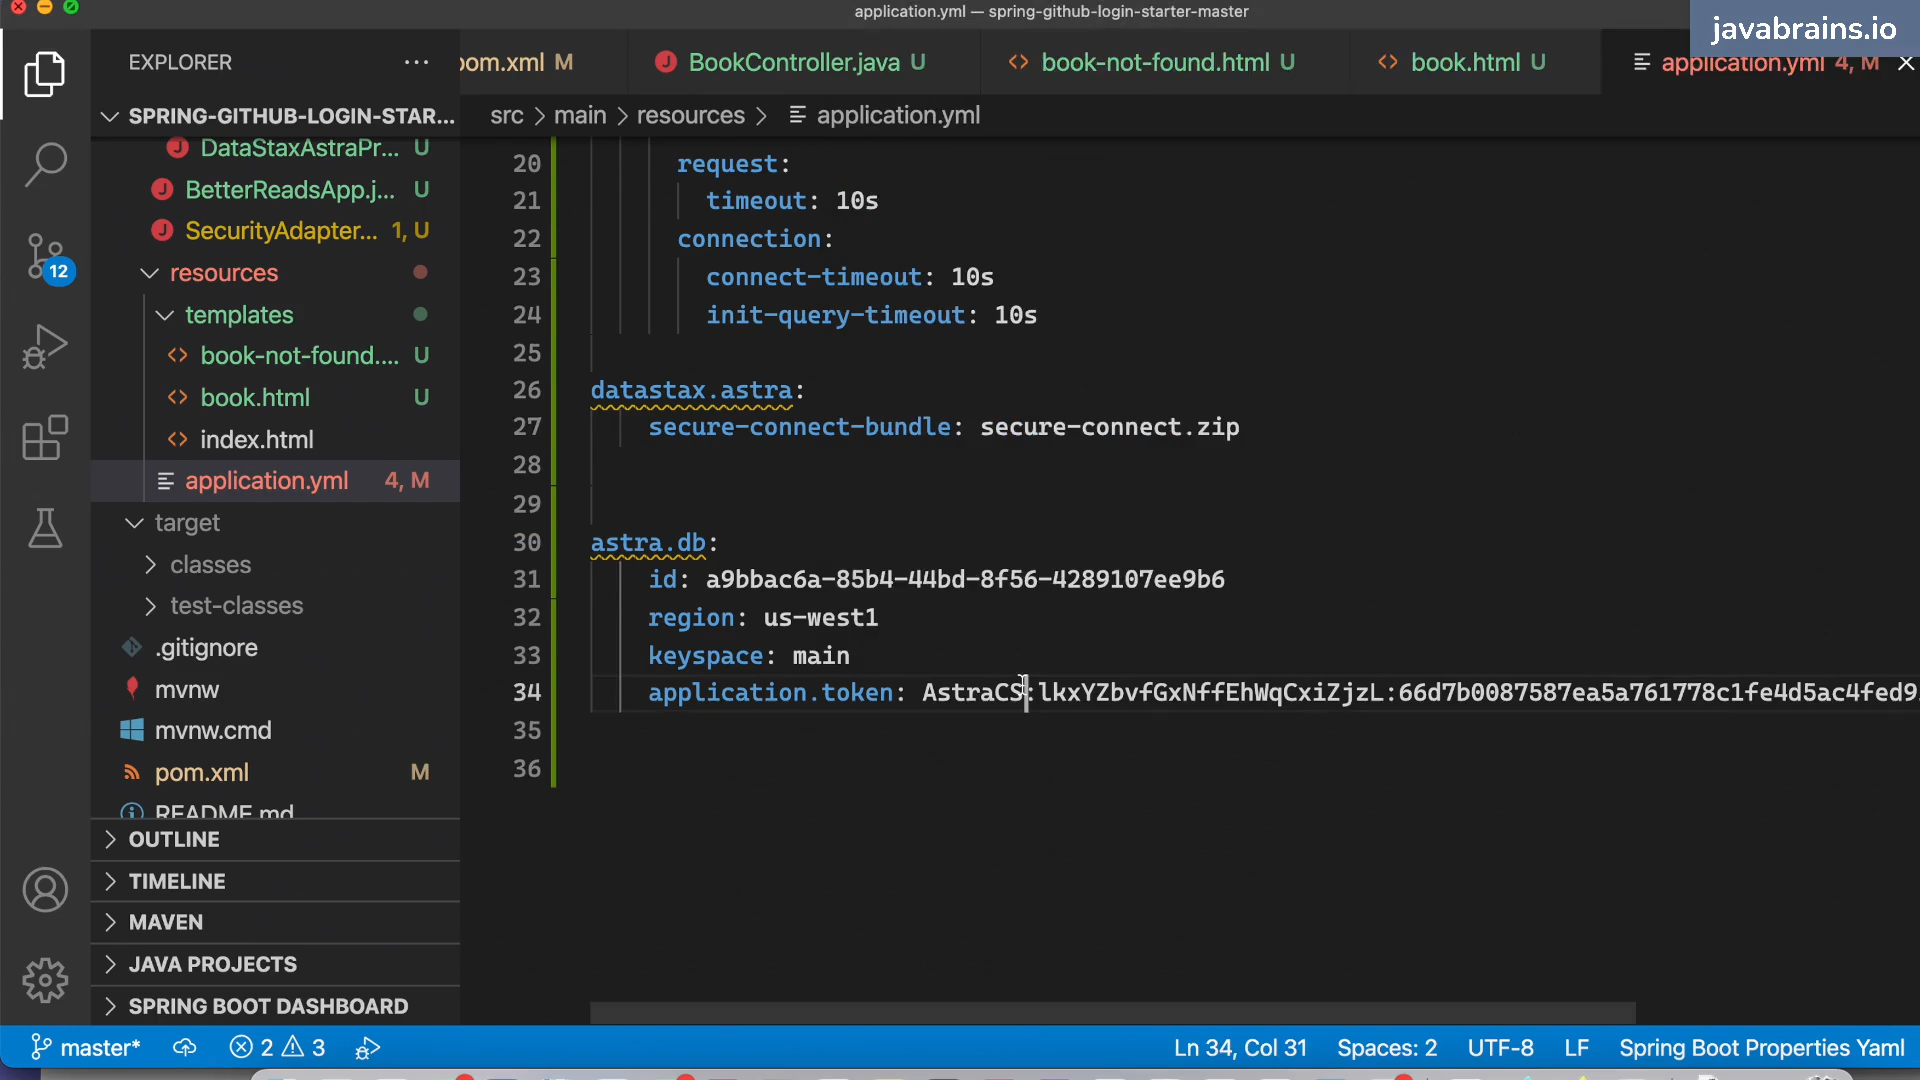 application.yml — spring-github-login-starter-master
javabrains.io
EXPLORER
pom.xml M
BookController.java U
book-not-found.html U
book.html U
application.yml 4, M
SPRING-GITHUB-LOGIN-STAR...
src > main > resources > application.yml
DataStaxAstraPr... U
BetterReadsApp.j... U
SecurityAdapter... 1, U
resources
templates
book-not-found.... U
book.html U
index.html
application.yml 4, M
target
classes
test-classes
.gitignore
mvnw
mvnw.cmd
pom.xml M
README.md
OUTLINE
TIMELINE
MAVEN
JAVA PROJECTS
SPRING BOOT DASHBOARD
12
20 request:
21 timeout: 10s
22 connection:
23 connect-timeout: 10s
24 init-query-timeout: 10s
25
26 datastax.astra:
27 secure-connect-bundle: secure-connect.zip
28
29
30 astra.db:
31 id: a9bbac6a-85b4-44bd-8f56-4289107ee9b6
32 region: us-west1
33 keyspace: main
34 application.token: AstraCS:lkxYZbvfGxNffEhWqCxiZjzL:66d7b0087587ea5a761778c1fe4d5ac4fed9
35
36
master* 2 3
Ln 34, Col 31 Spaces: 2 UTF-8 LF Spring Boot Properties Yaml